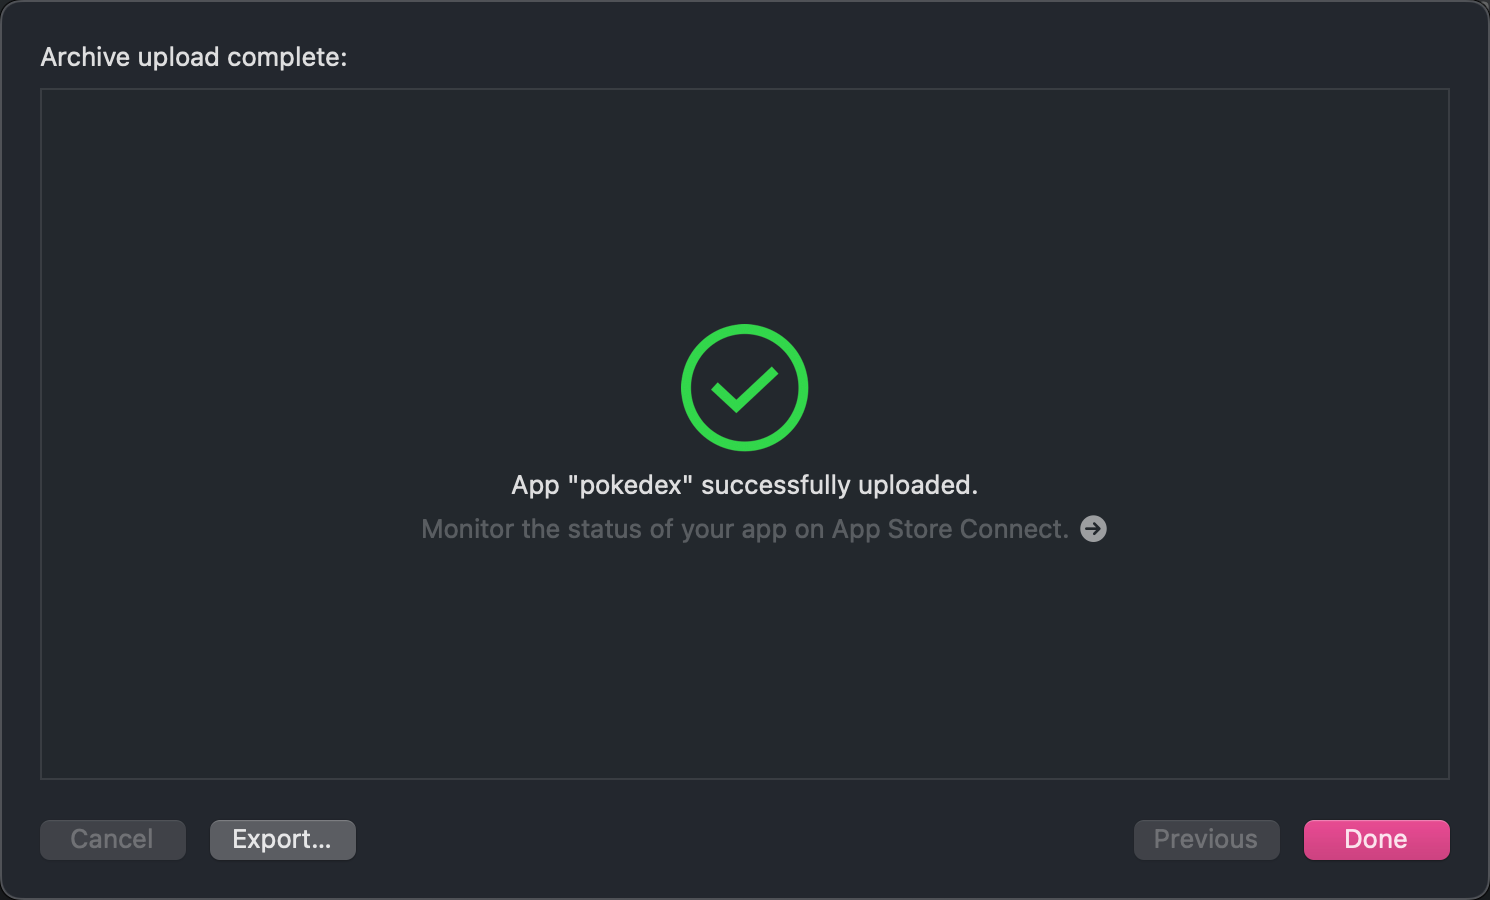 Archive upload complete:
App "pokedex" successfully uploaded.
Monitor the status of your app on App Store Connect.
Cancel
Export...
Previous
Done